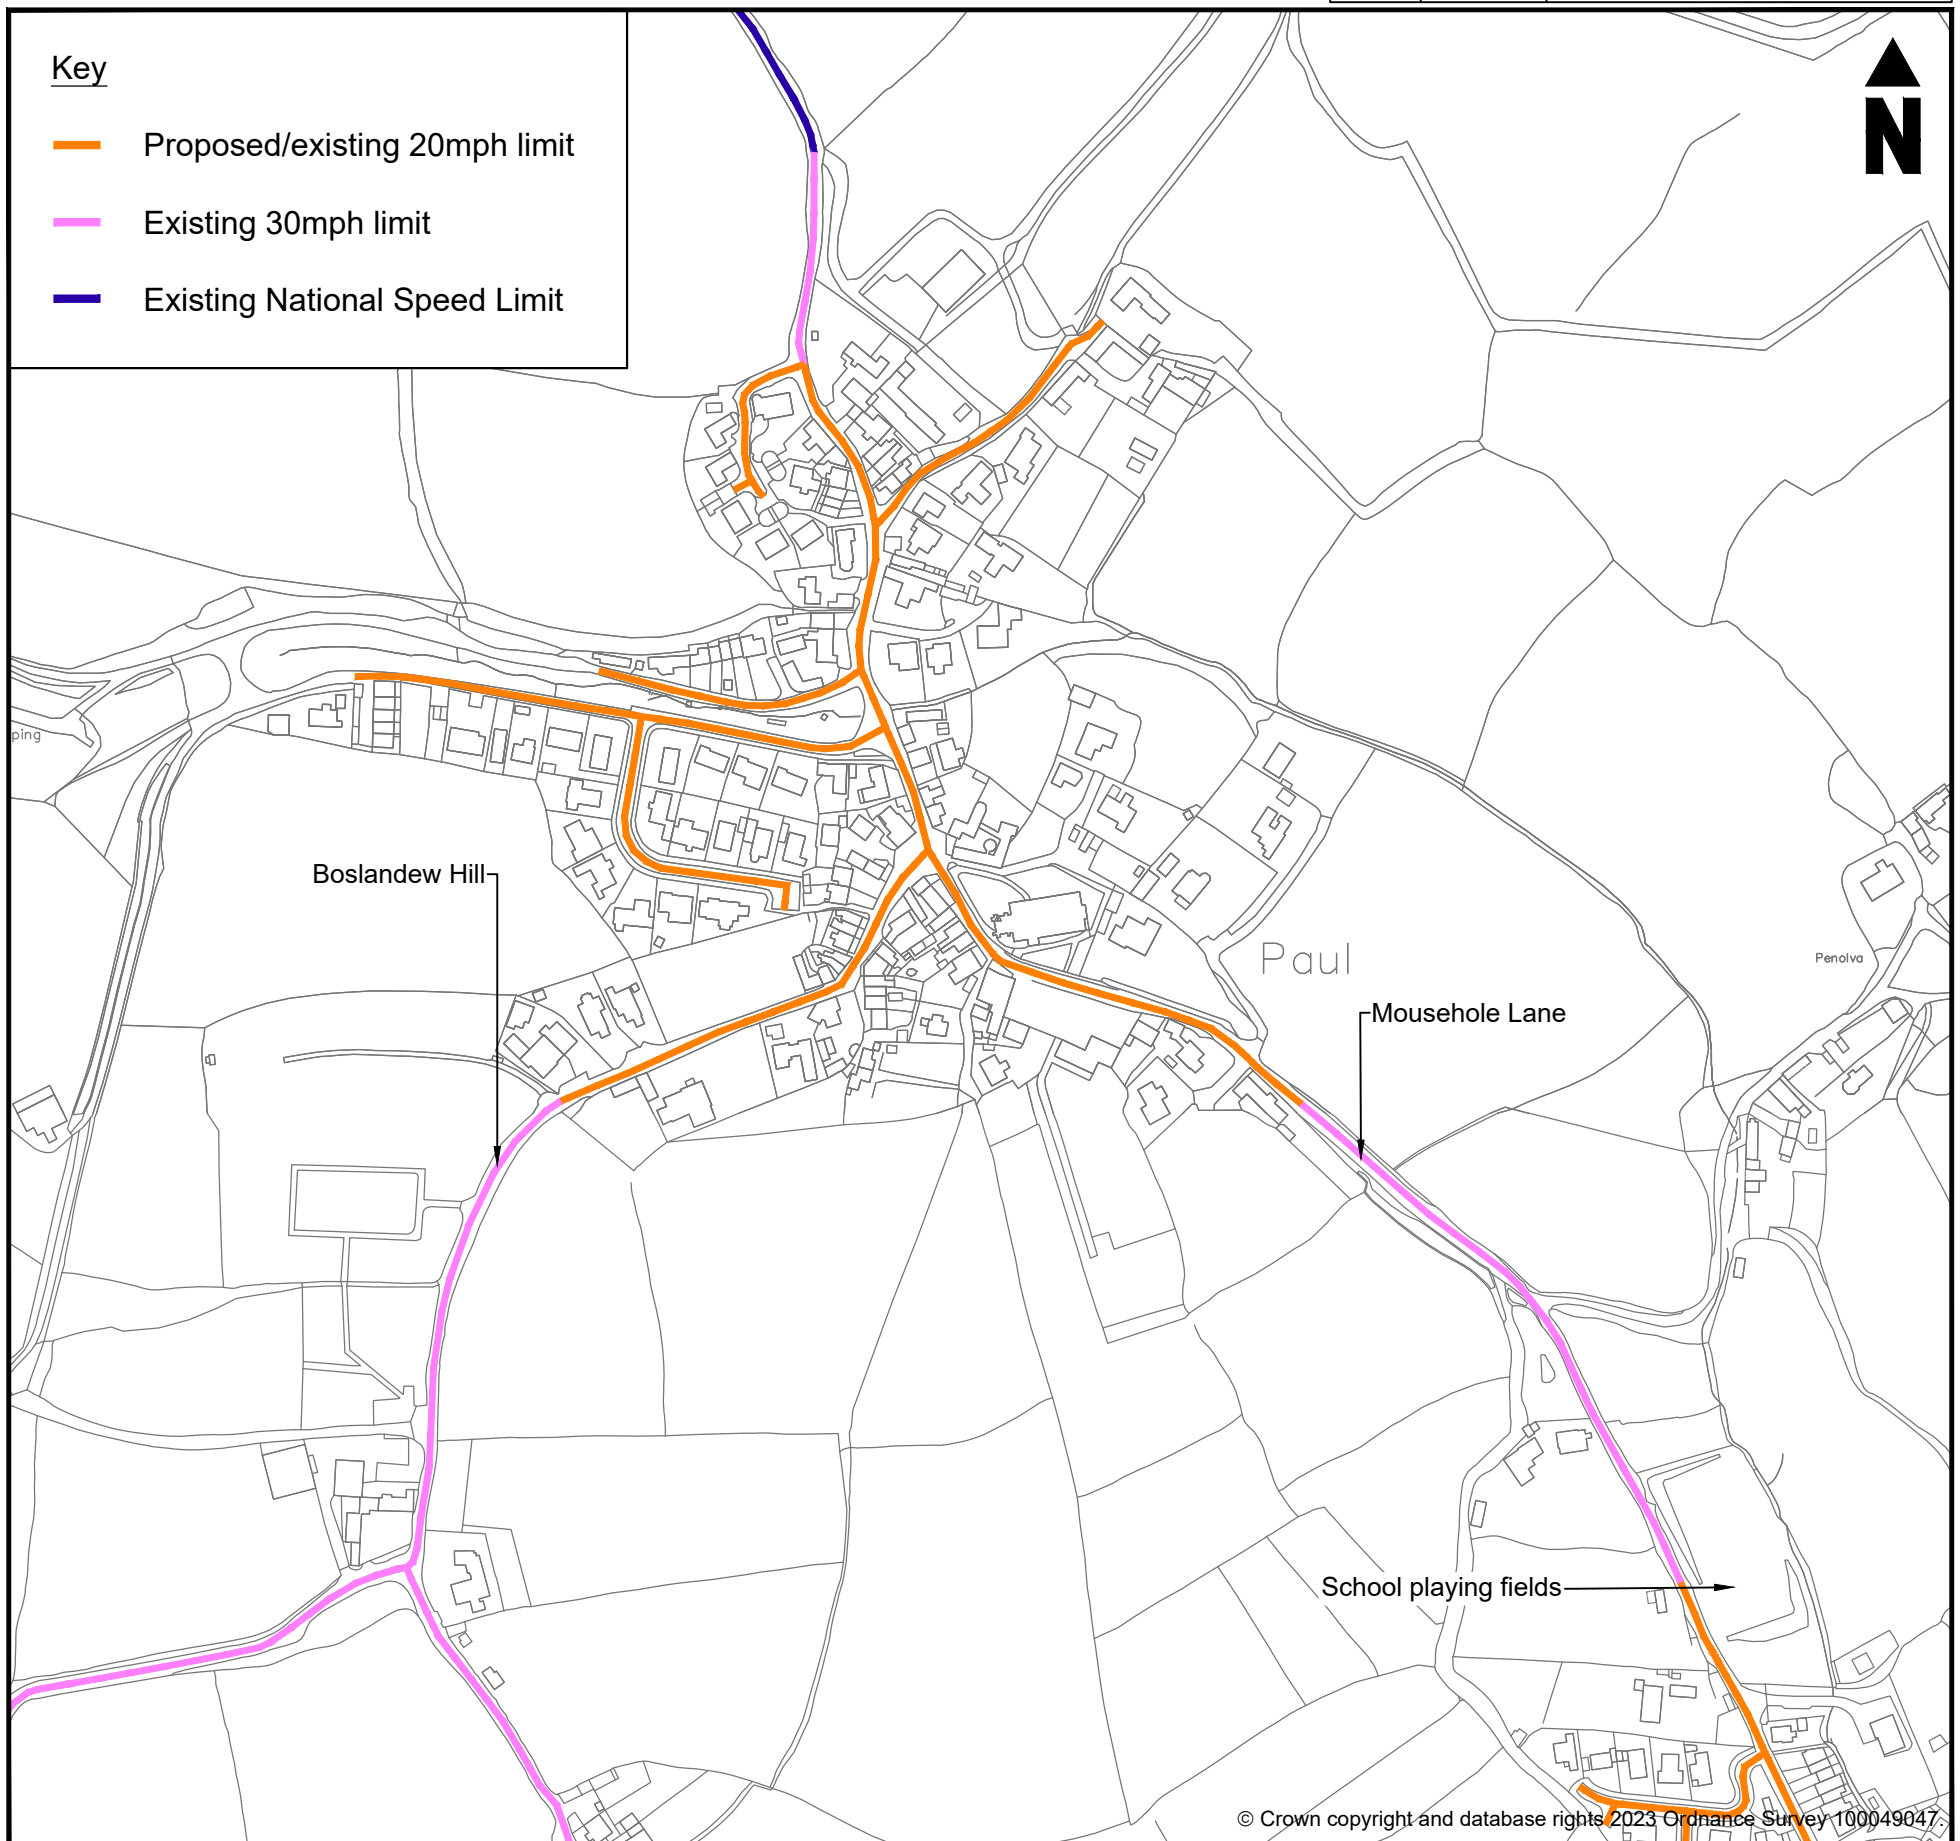 Key
Proposed/existing 20mph limit
Existing 30mph limit
Existing National Speed Limit
N
ping
Boslandew Hill
Paul
Penolva
Mousehole Lane
School playing fields
© Crown copyright and database rights 2023 Ordnance Survey 100049047.